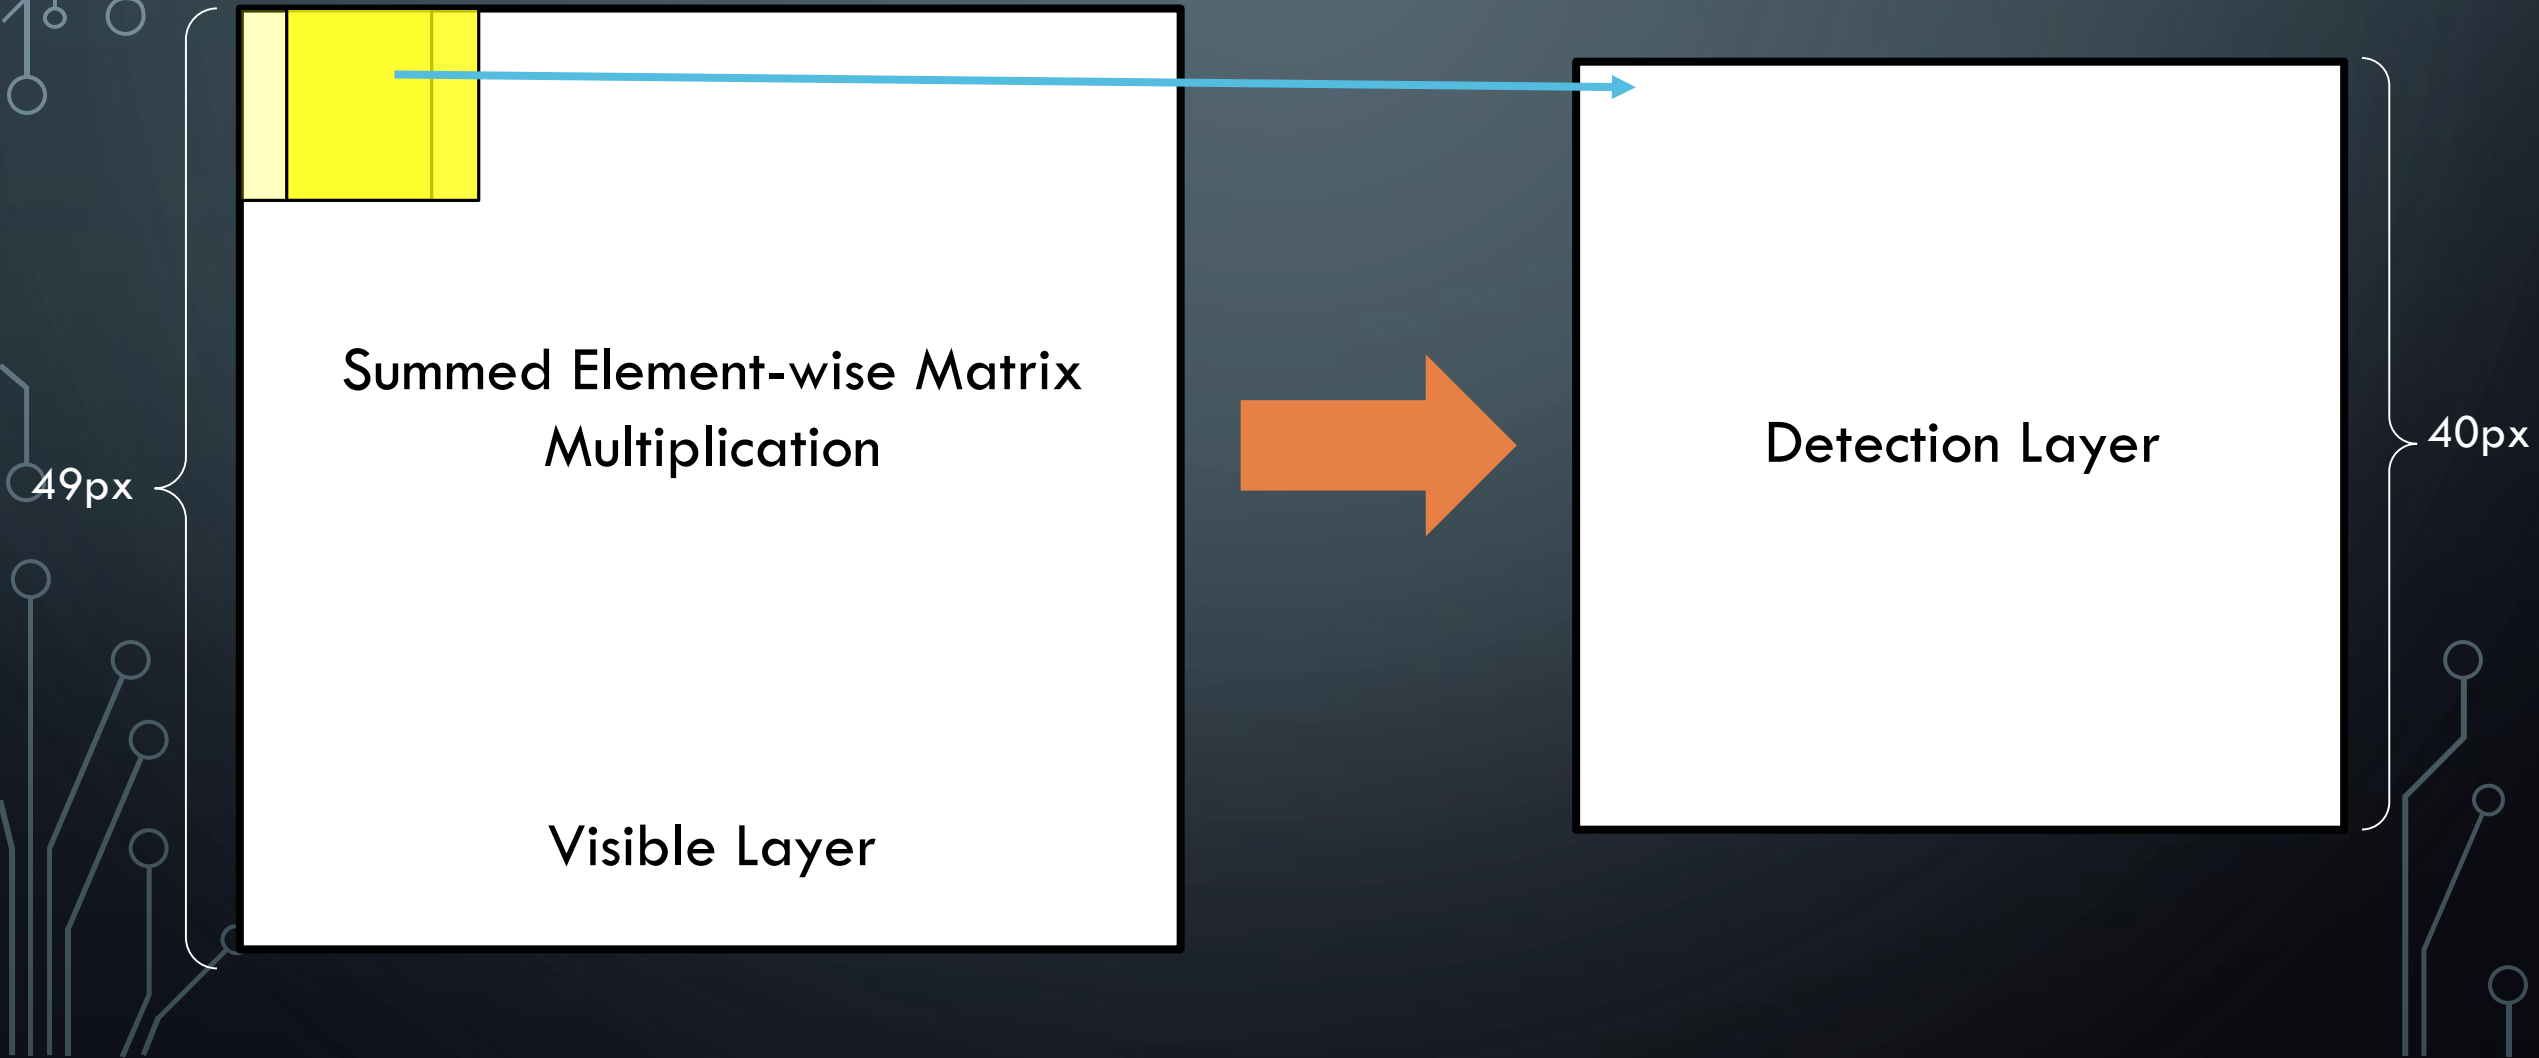 49px
Summed Element-wise Matrix
Multiplication
Visible Layer
Detection Layer
40px